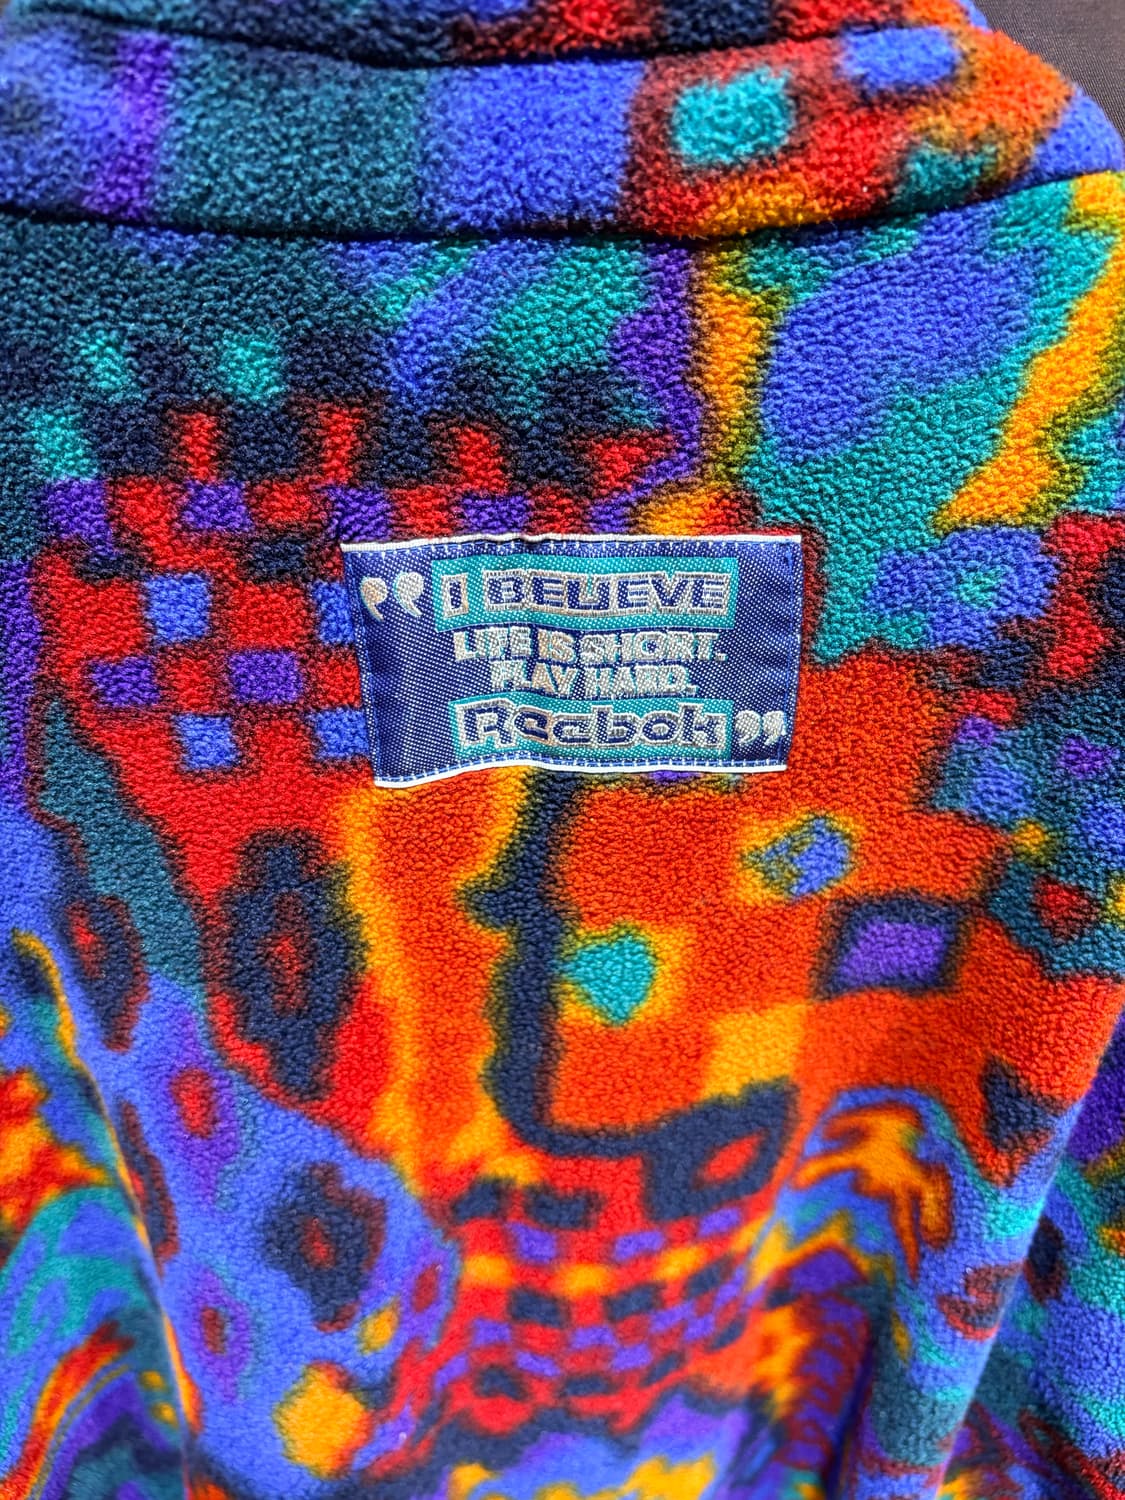 “I BELIEVE
LIFE IS SHORT.
PLAY HARD.
Reebok”